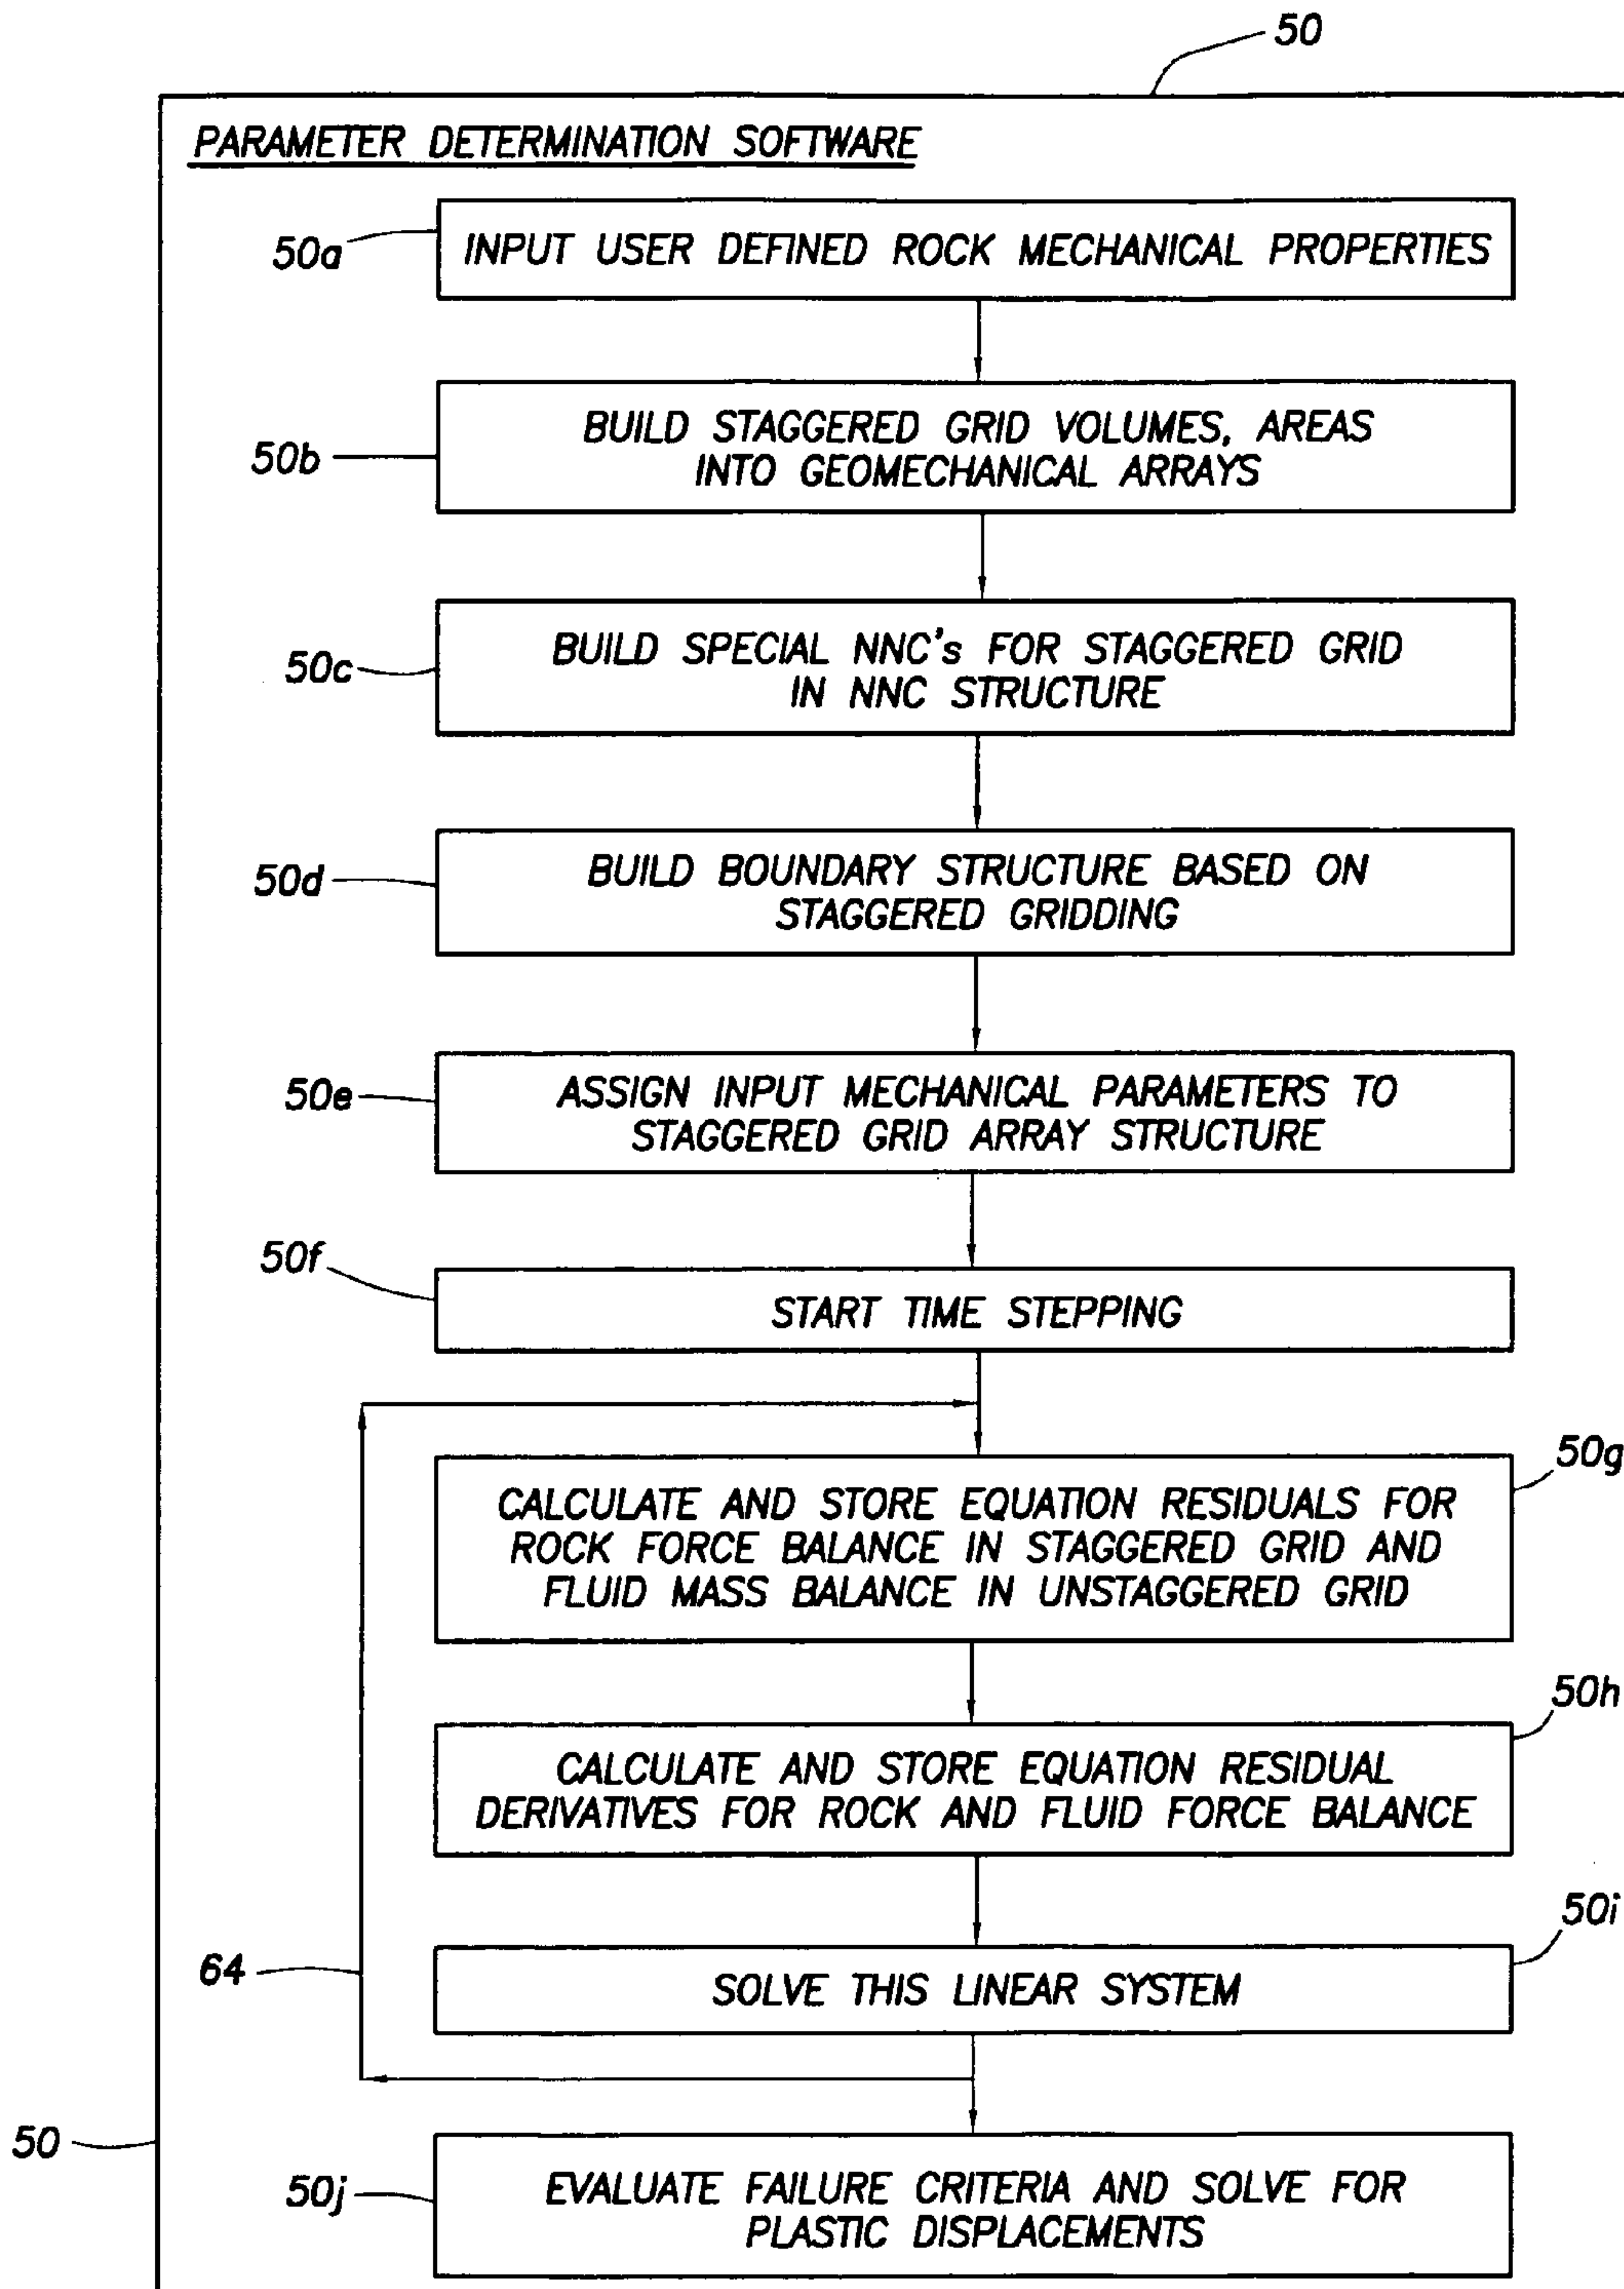 50
PARAMETER DETERMINATION SOFTWARE
50a
INPUT USER DEFINED ROCK MECHANICAL PROPERTIES
50b
BUILD STAGGERED GRID VOLUMES, AREAS
INTO GEOMECHANICAL ARRAYS
50c
BUILD SPECIAL NNC's FOR STAGGERED GRID
IN NNC STRUCTURE
50d
BUILD BOUNDARY STRUCTURE BASED ON
STAGGERED GRIDDING
50e
ASSIGN INPUT MECHANICAL PARAMETERS TO
STAGGERED GRID ARRAY STRUCTURE
50f
START TIME STEPPING
50g
CALCULATE AND STORE EQUATION RESIDUALS FOR
ROCK FORCE BALANCE IN STAGGERED GRID AND
FLUID MASS BALANCE IN UNSTAGGERED GRID
50h
CALCULATE AND STORE EQUATION RESIDUAL
DERIVATIVES FOR ROCK AND FLUID FORCE BALANCE
50i
64
SOLVE THIS LINEAR SYSTEM
50
50j
EVALUATE FAILURE CRITERIA AND SOLVE FOR
PLASTIC DISPLACEMENTS